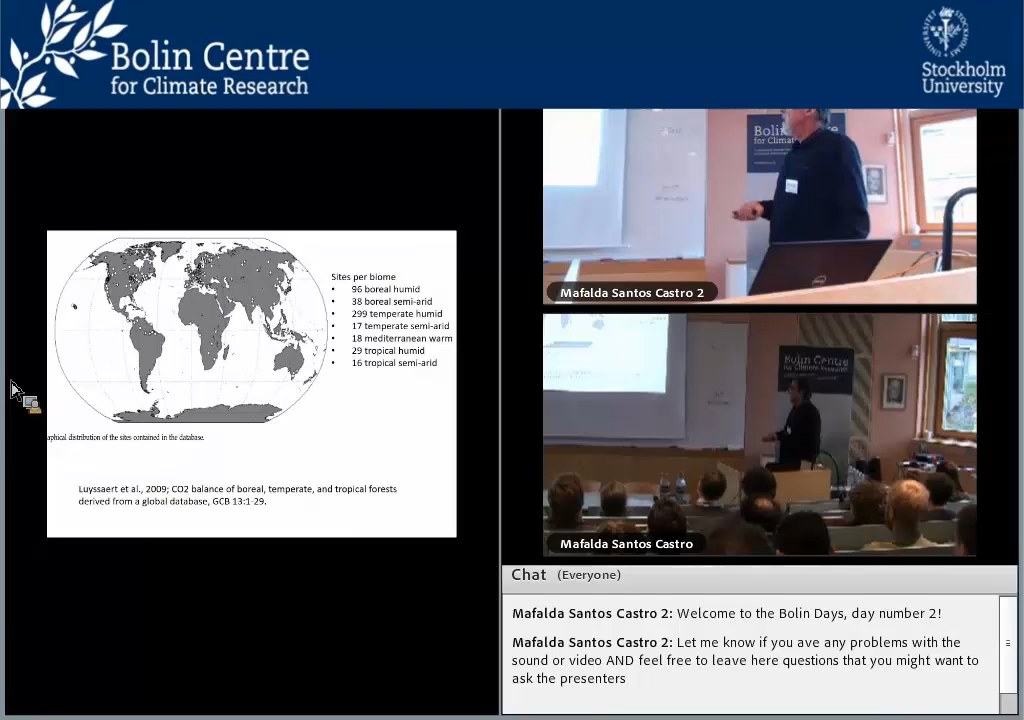 Bolin Centre
for Climate Research
Stockholm
University
Sites per biome
• 96 boreal humid
• 38 boreal semi-arid
• 299 temperate humid
• 17 temperate semi-arid
• 18 mediterranean warm
• 29 tropical humid
• 16 tropical semi-arid
aphical distribution of the sites contained in the database.
Luyssaert et al., 2009; CO2 balance of boreal, temperate, and tropical forests
derived from a global database, GCB 13:1-29.
Mafalda Santos Castro 2
Bolin Centre
for Climate Research
Mafalda Santos Castro
Chat (Everyone)
Mafalda Santos Castro 2: Welcome to the Bolin Days, day number 2!
Mafalda Santos Castro 2: Let me know if you ave any problems with the
sound or video AND feel free to leave here questions that you might want to
ask the presenters